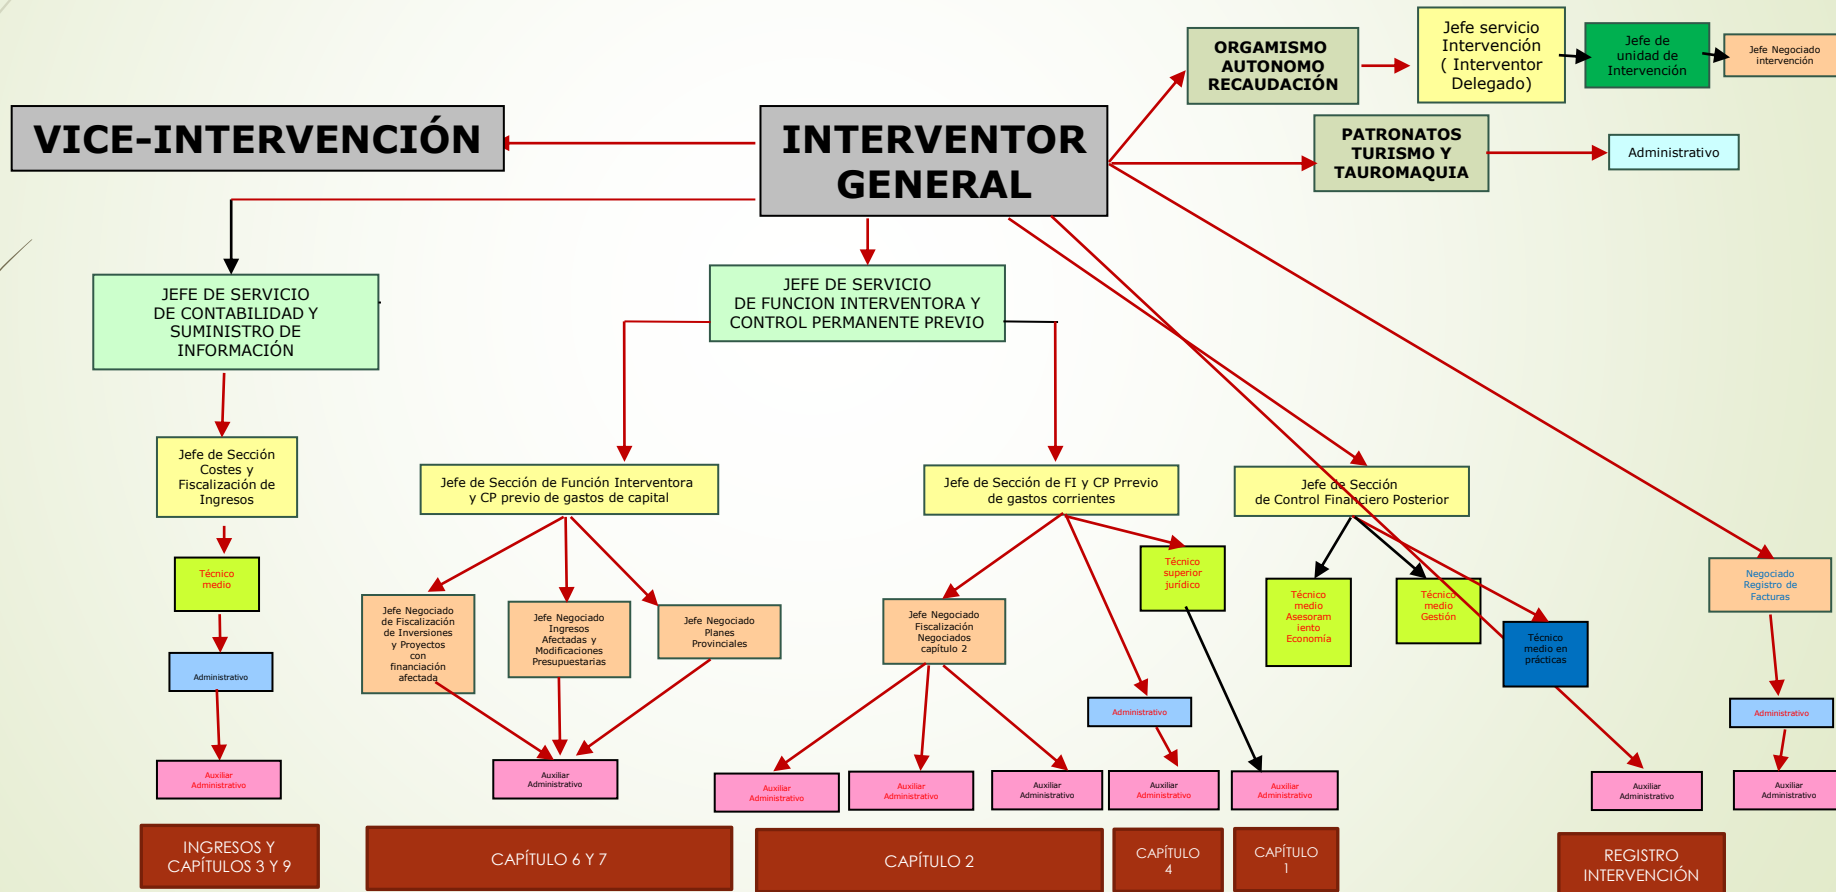 ORGAMISMO
AUTONOMO
RECAUDACIÓN
Jefe servicio
Intervención
( Interventor
Delegado)
Jefe de
unidad de
Intervención
Jefe Negociado
intervención
VICE-INTERVENCIÓN
INTERVENTOR
GENERAL
PATRONATOS
TURISMO Y
TAUROMAQUIA
Administrativo
JEFE DE SERVICIO
DE CONTABILIDAD Y
SUMINISTRO DE
INFORMACIÓN
JEFE DE SERVICIO
DE FUNCION INTERVENTORA Y
CONTROL PERMANENTE PREVIO
Jefe de Sección
Costes y
Fiscalización de
Ingresos
Jefe de Sección de Función Interventora
y CP previo de gastos de capital
Jefe de Sección de FI y CP Prrevio
de gastos corrientes
Jefe de Sección
de Control Financiero Posterior
Técnico
medio
Jefe Negociado
de Fiscalización
de Inversiones
y Proyectos
con
financiación
afectada
Jefe Negociado
Ingresos
Afectadas y
Modificaciones
Presupuestarias
Jefe Negociado
Planes
Provinciales
Jefe Negociado
Fiscalización
Negociados
capítulo 2
Técnico
superior
jurídico
Técnico
medio
Asesoram
iento
Economía
Técnico
medio
Gestión
Técnico
medio en
prácticas
Negociado
Registro de
Facturas
Administrativo
Administrativo
Administrativo
Auxiliar
Administrativo
Auxiliar
Administrativo
Auxiliar
Administrativo
Auxiliar
Administrativo
Auxiliar
Administrativo
Auxiliar
Administrativo
Auxiliar
Administrativo
Auxiliar
Administrativo
Auxiliar
Administrativo
INGRESOS Y
CAPÍTULOS 3 Y 9
CAPÍTULO 6 Y 7
CAPÍTULO 2
CAPÍTULO
4
CAPÍTULO
1
REGISTRO
INTERVENCIÓN